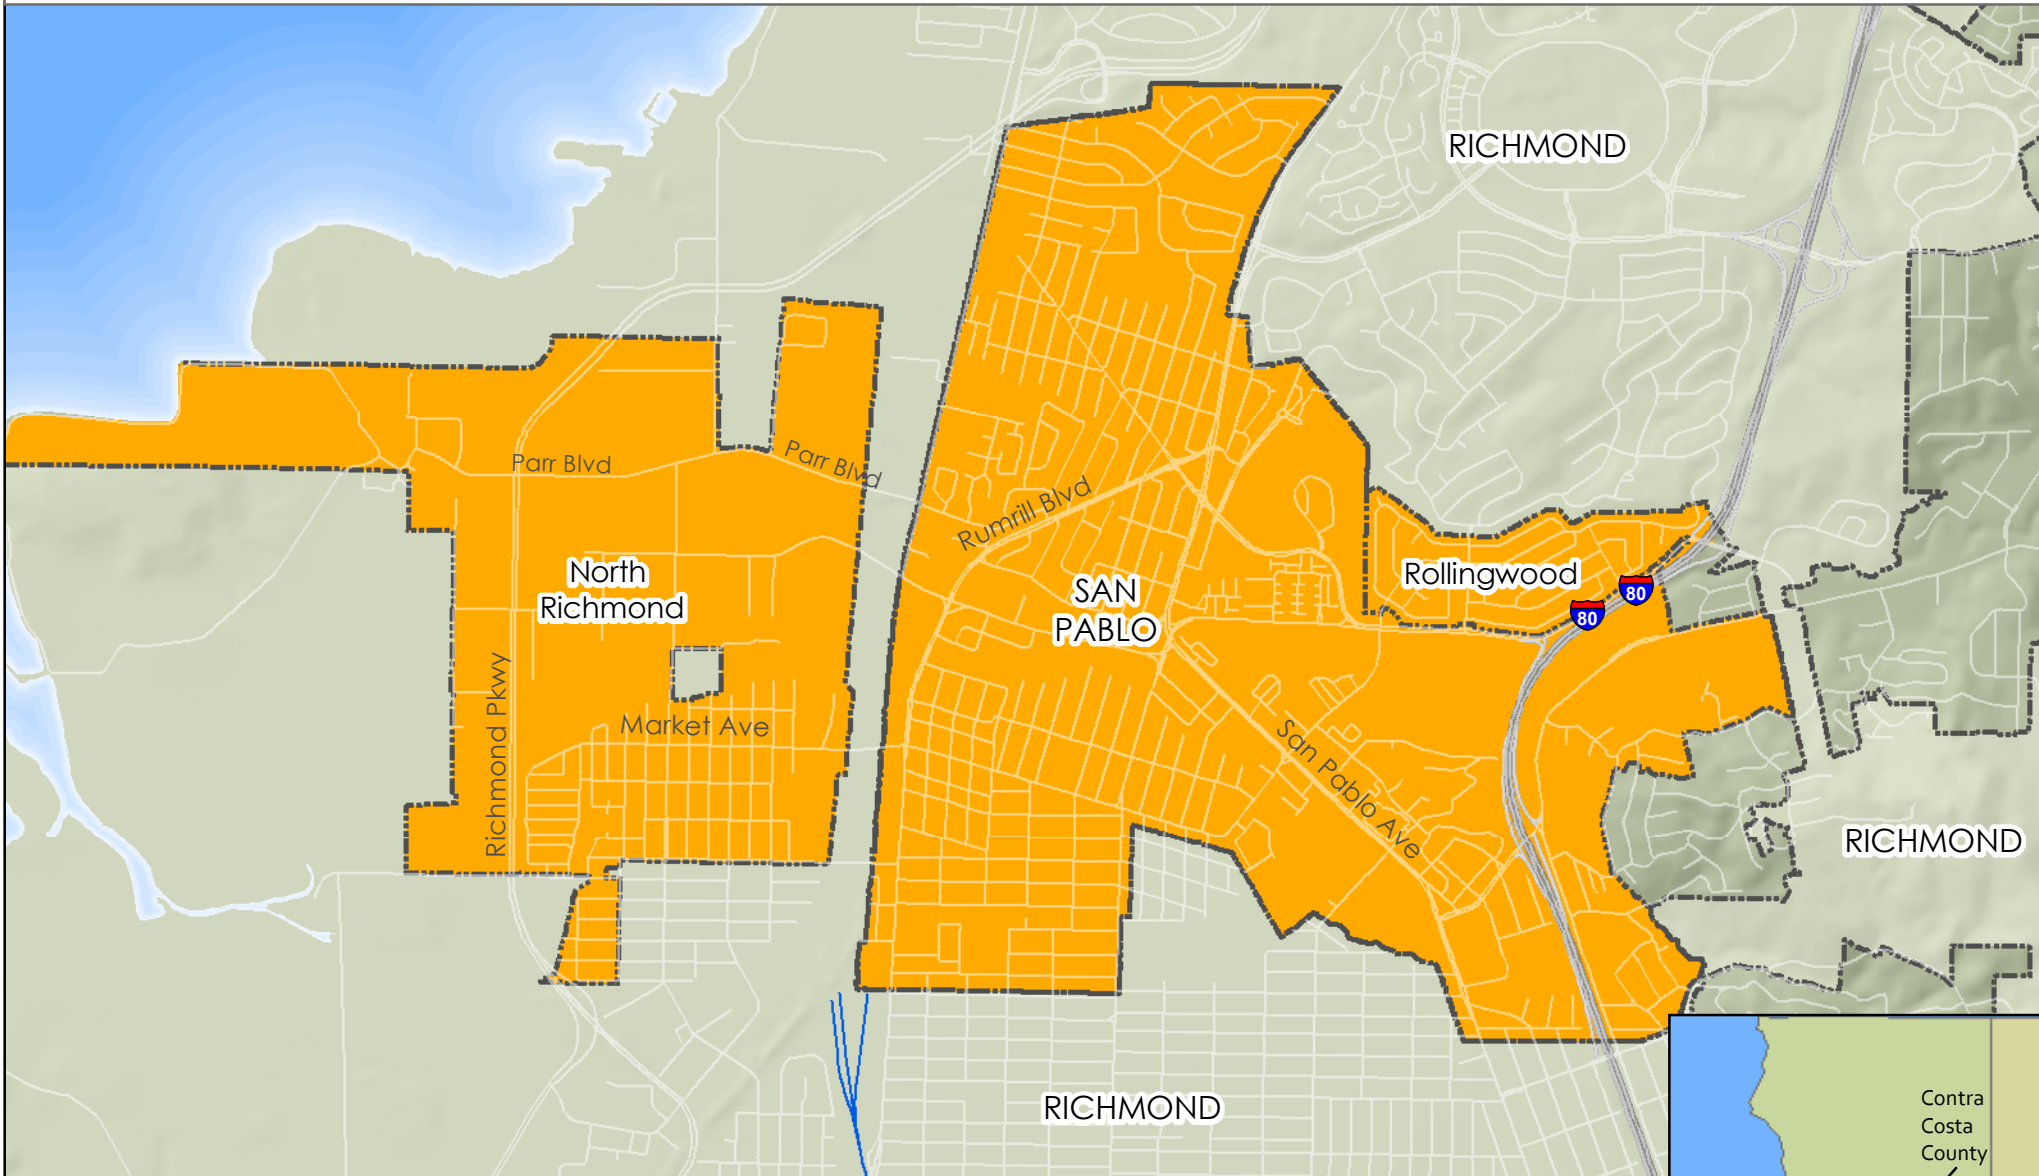 RICHMOND
Parr Blvd
Parr Blvd
Rumrill Blvd
North
Richmond
SAN
PABLO
Rollingwood
80
80
Richmond Pkwy
Market Ave
San Pablo Ave
RICHMOND
RICHMOND
Contra
Costa
County